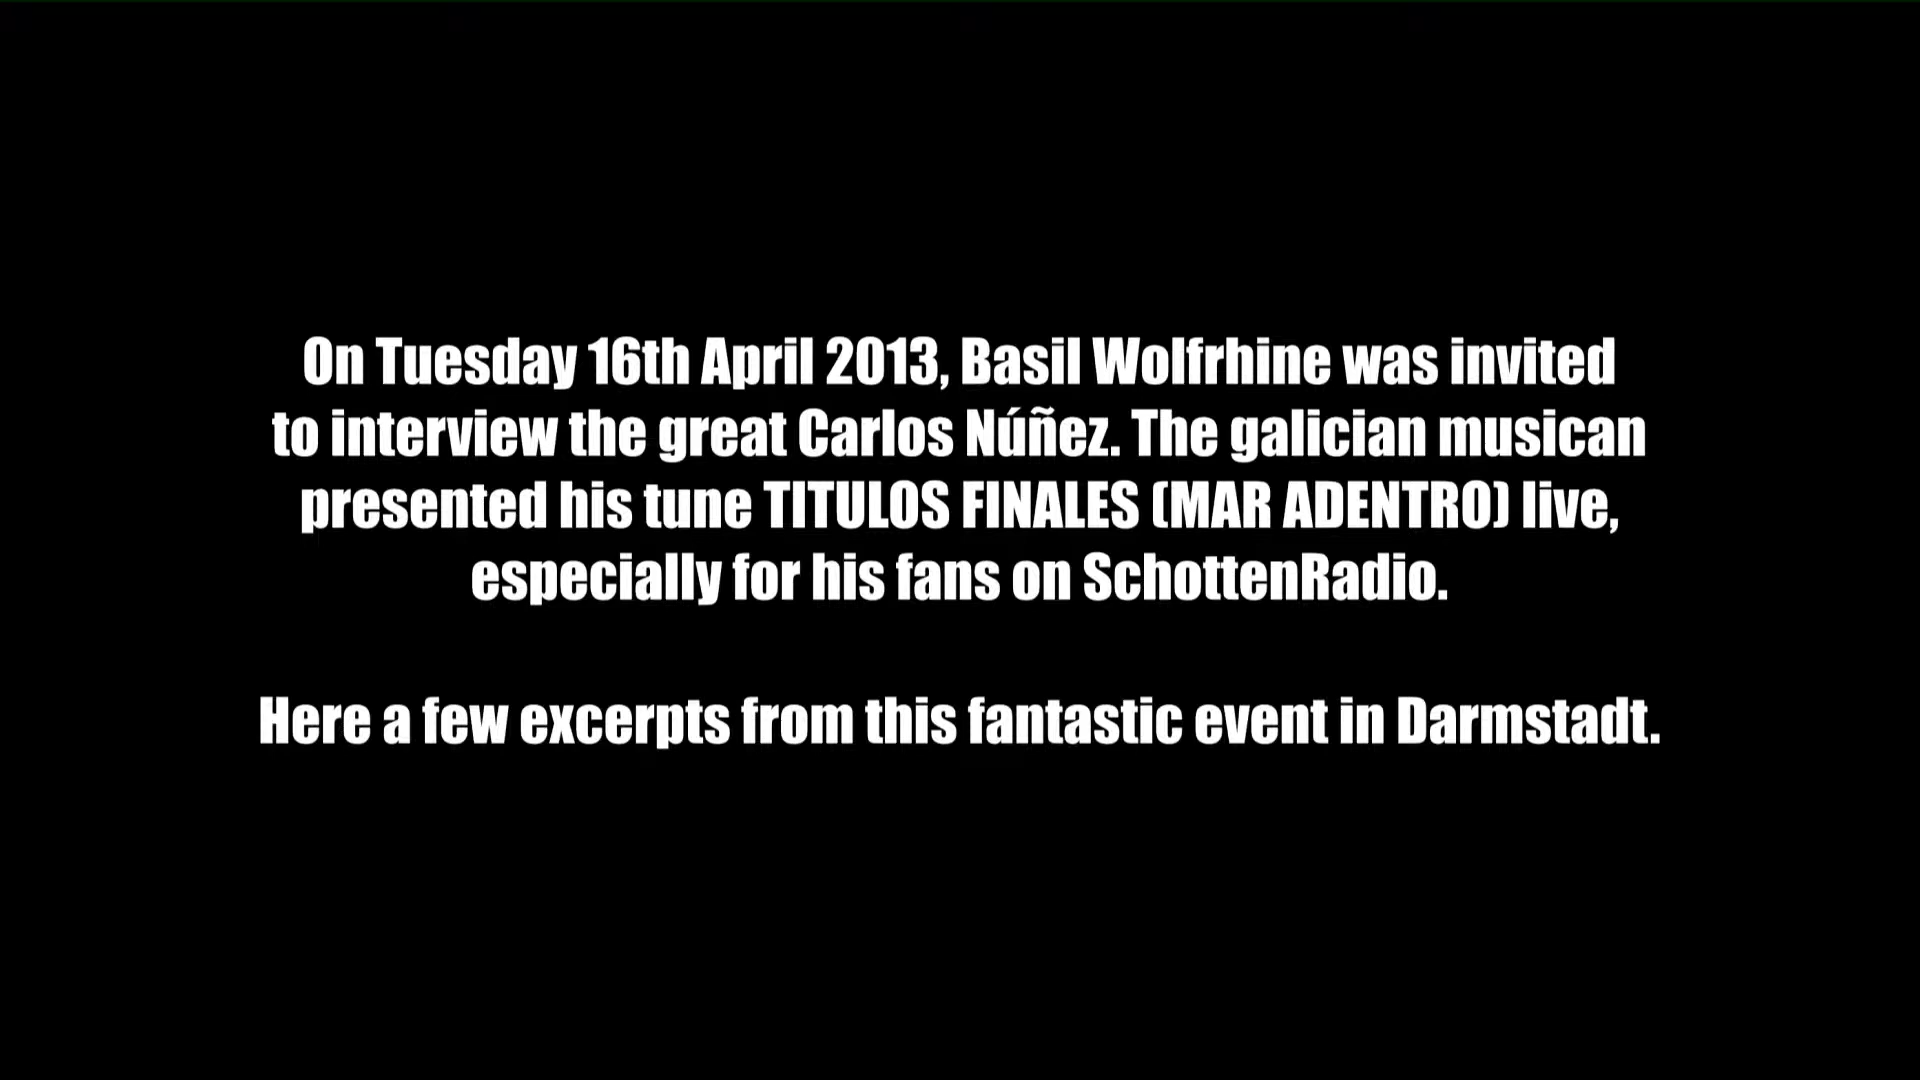 On Tuesday 16th April 2013, Basil Wolfrhine was invited
to interview the great Carlos Núñez. The galician musican
presented his tune TITULOS FINALES (MAR ADENTRO) live,
especially for his fans on SchottenRadio.
Here a few excerpts from this fantastic event in Darmstadt.